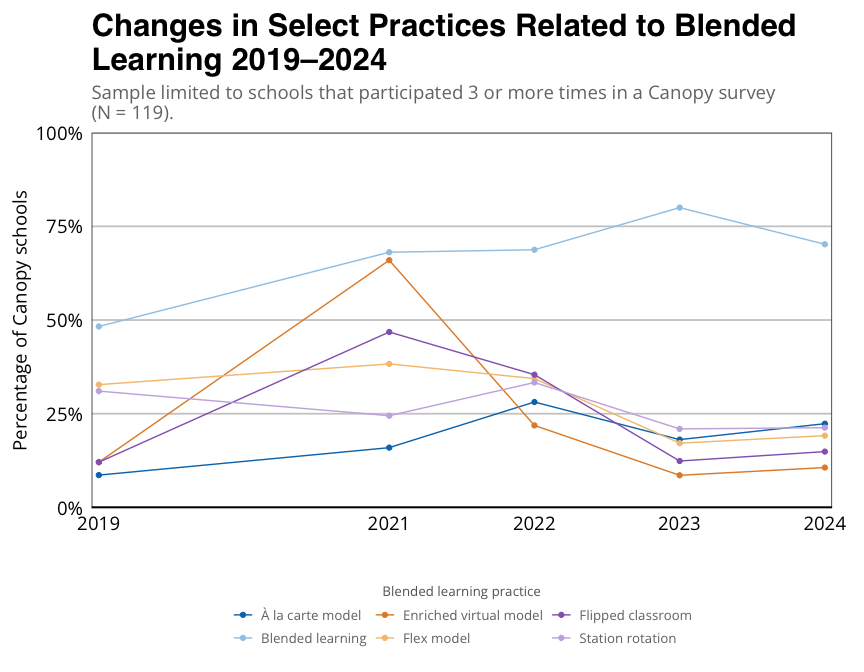 Changes in Select Practices Related to Blended
Learning 2019–2024
Sample limited to schools that participated 3 or more times in a Canopy survey
(N = 119).
100%
75%
50%
25%
0%
Percentage of Canopy schools
2019 2021 2022 2023 2024
Blended learning practice
À la carte model Enriched virtual model Flipped classroom
Blended learning Flex model Station rotation